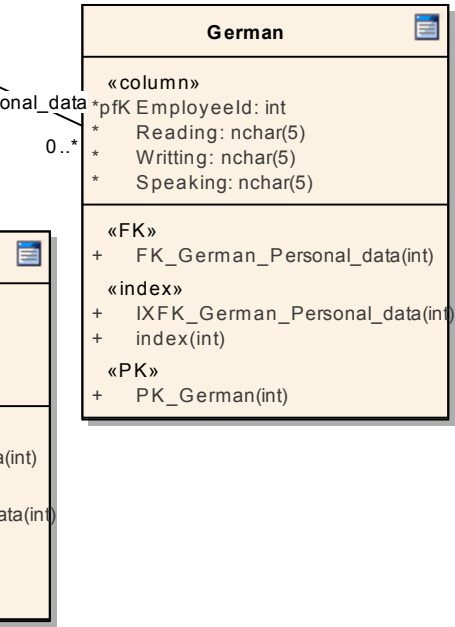 German
«column»
onal_data
*pfK EmployeeId: int
* Reading: nchar(5)
0..*
* Writting: nchar(5)
* Speaking: nchar(5)
«FK»
+ FK_German_Personal_data(int)
«index»
+ IXFK_German_Personal_data(int)
+ index(int)
«PK»
+ PK_German(int)
a(int)
ata(int)